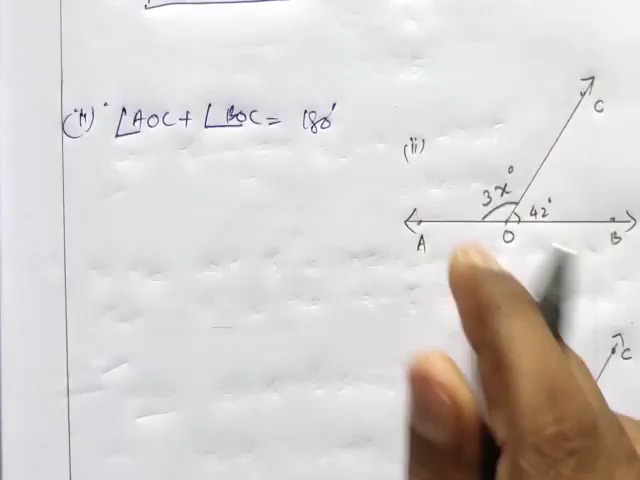 (ii) ∠AOC + ∠BOC = 180°
(ii)
C
3x°
42°
A
O
B
C